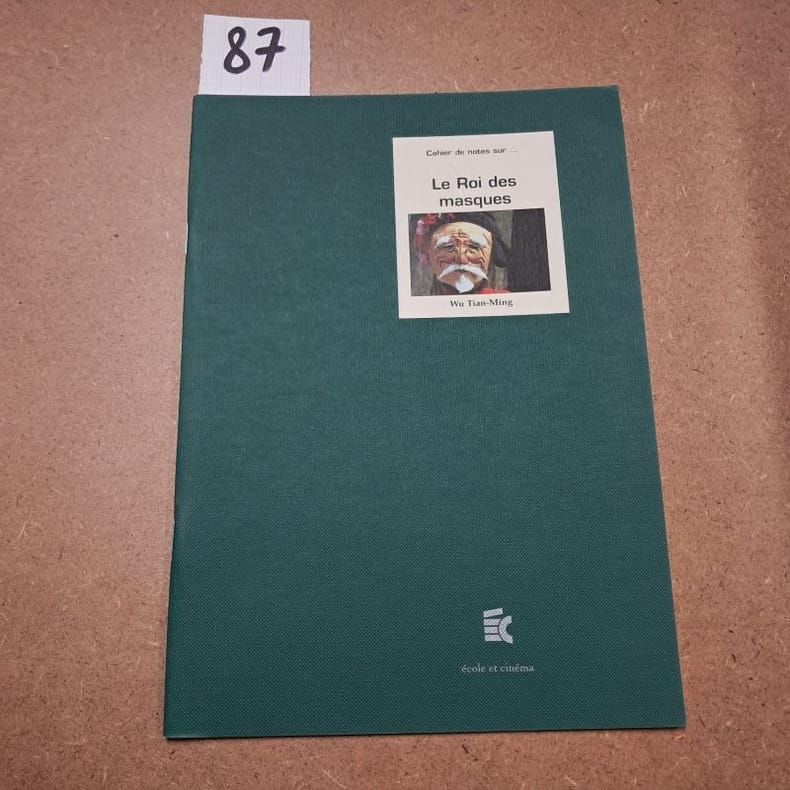 87
Cahier de notes sur ...
Le Roi des
masques
Wu Tian-Ming
EC
école et cinéma